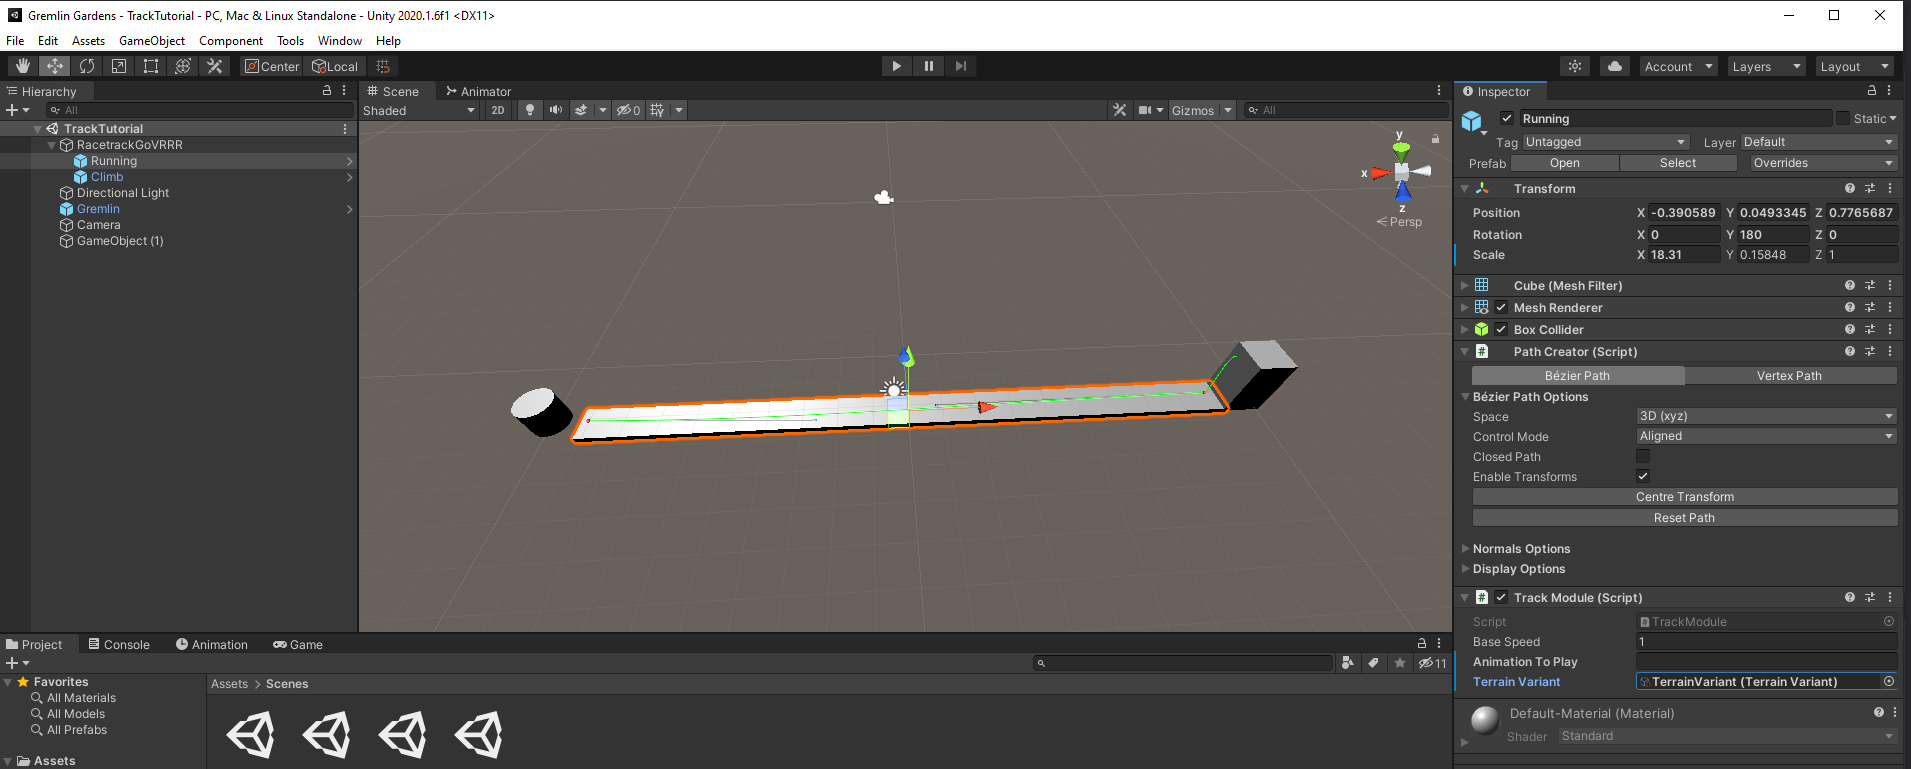 Gremlin Gardens - TrackTutorial - PC, Mac & Linux Standalone - Unity 2020.1.6f1 <DX11>
File Edit Assets GameObject Component Tools Window Help
Center Local Account Layers Layout
Hierarchy
All
TrackTutorial
RacetrackGoVRRR
Running
Climb
Directional Light
Gremlin
Camera
GameObject (1)
Scene Animator
Shaded 2D 0 Gizmos All
y
x
z
Persp
Inspector
Running Static
Tag Untagged Layer Default
Prefab Open Select Overrides
Transform
Position X -0.390589 Y 0.0493345 Z 0.7765687
Rotation X 0 Y 180 Z 0
Scale X 18.31 Y 0.15848 Z 1
Cube (Mesh Filter)
Mesh Renderer
Box Collider
# Path Creator (Script)
Bézier Path Vertex Path
Bézier Path Options
Space 3D (xyz)
Control Mode Aligned
Closed Path
Enable Transforms
Centre Transform
Reset Path
Normals Options
Display Options
# Track Module (Script)
Script TrackModule
Base Speed 1
Animation To Play
Terrain Variant TerrainVariant (Terrain Variant)
Default-Material (Material)
Shader Standard
Project Console Animation Game
11
Favorites
All Materials
All Models
All Prefabs
Assets
Assets > Scenes